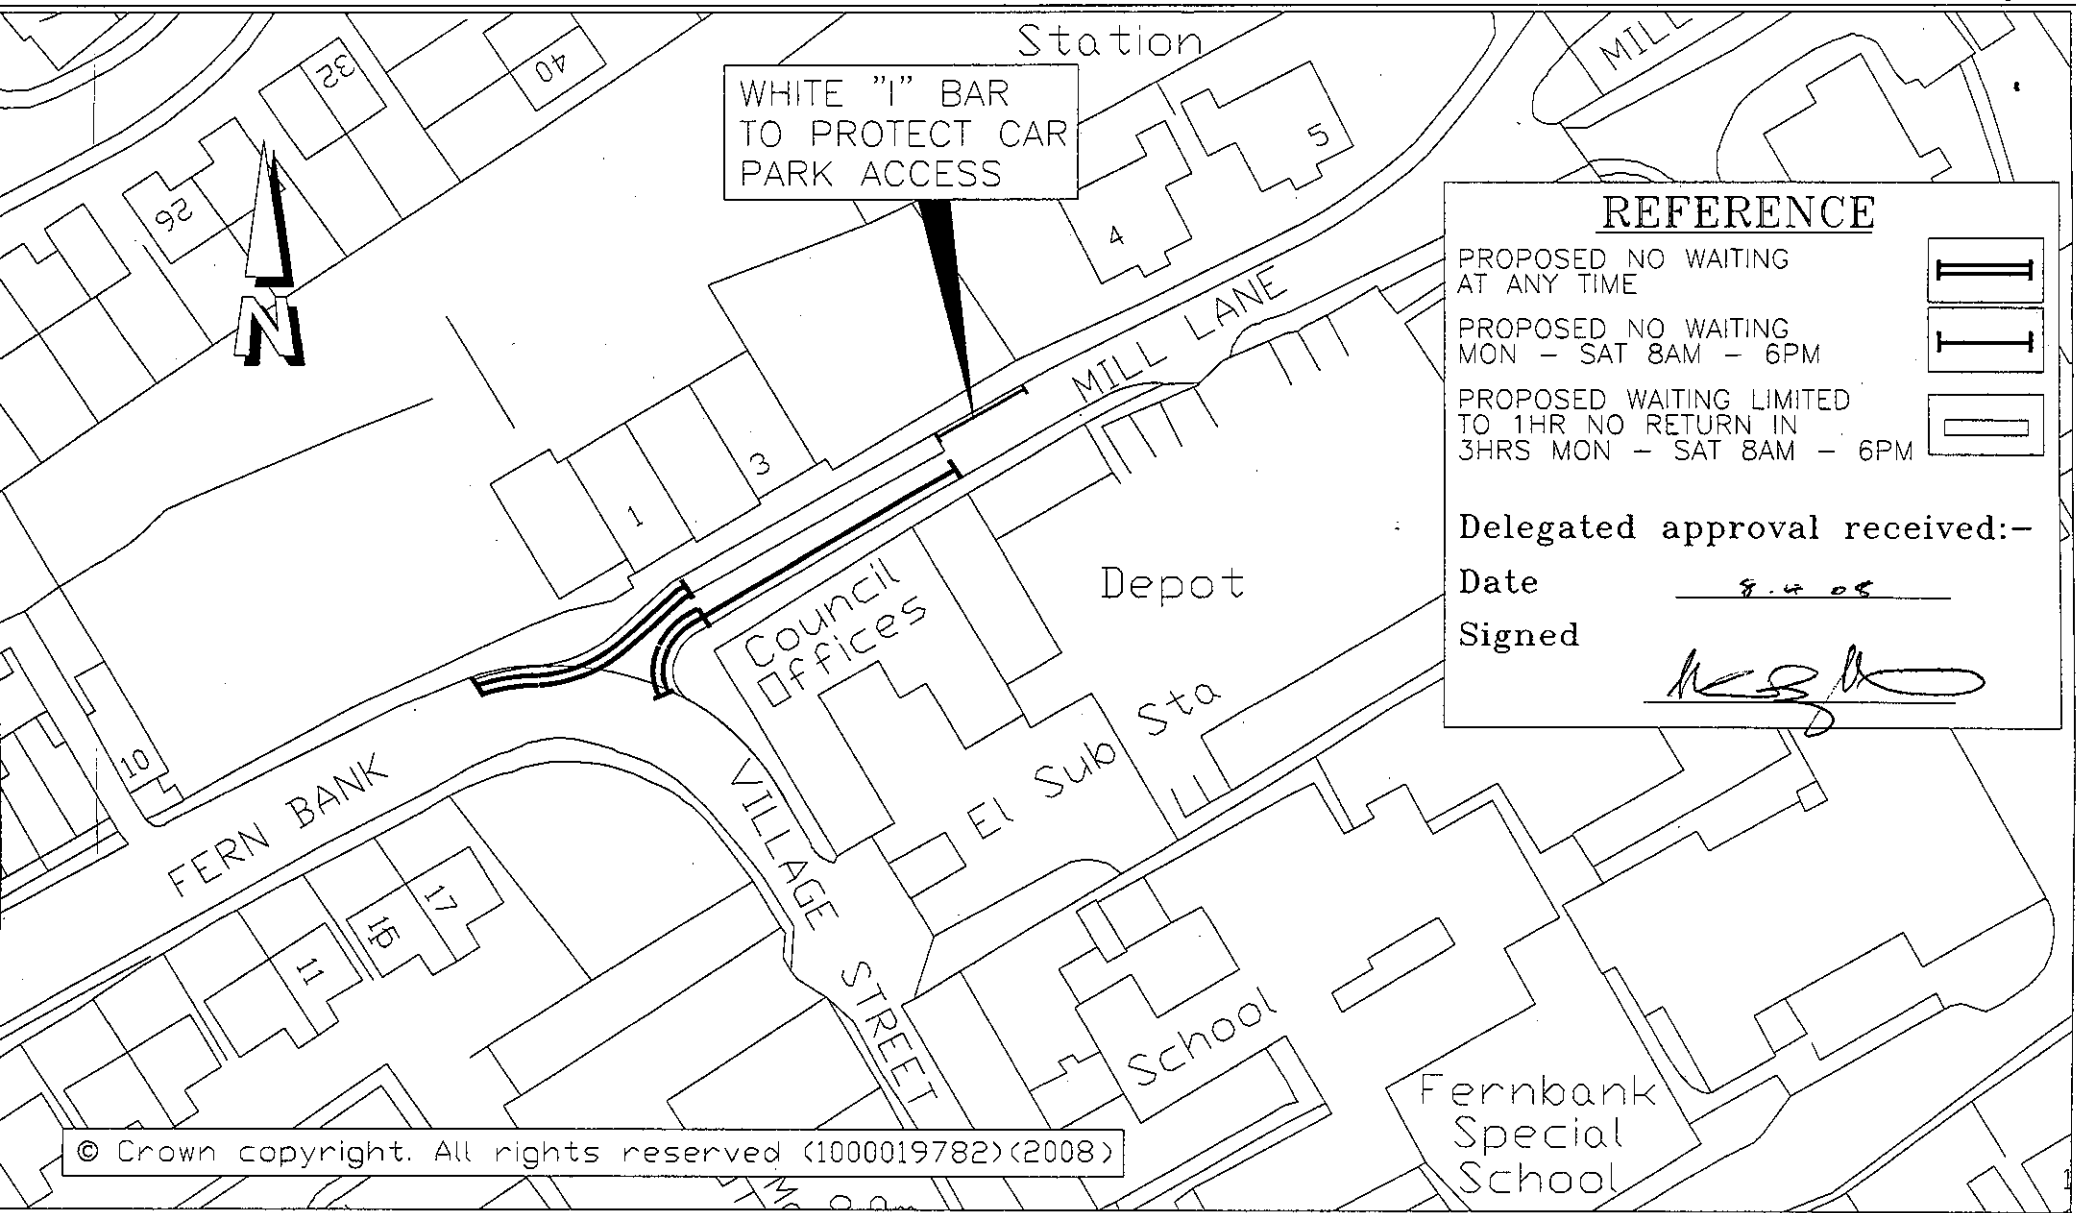 Station
MILL
32
40
26
WHITE "I" BAR
TO PROTECT CAR
PARK ACCESS
5
4
N
MILL LANE
3
1
REFERENCE
PROPOSED NO WAITING
AT ANY TIME
PROPOSED NO WAITING
MON - SAT 8AM - 6PM
PROPOSED WAITING LIMITED
TO 1HR NO RETURN IN
3HRS MON - SAT 8AM - 6PM
Delegated approval received:-
Date 8.4 08
Signed
Council
Offices
Depot
El Sub Sta
10
FERN BANK
VILLAGE STREET
17
15
11
School
Fernbank
Special
School
© Crown copyright. All rights reserved (1000019782)(2008)